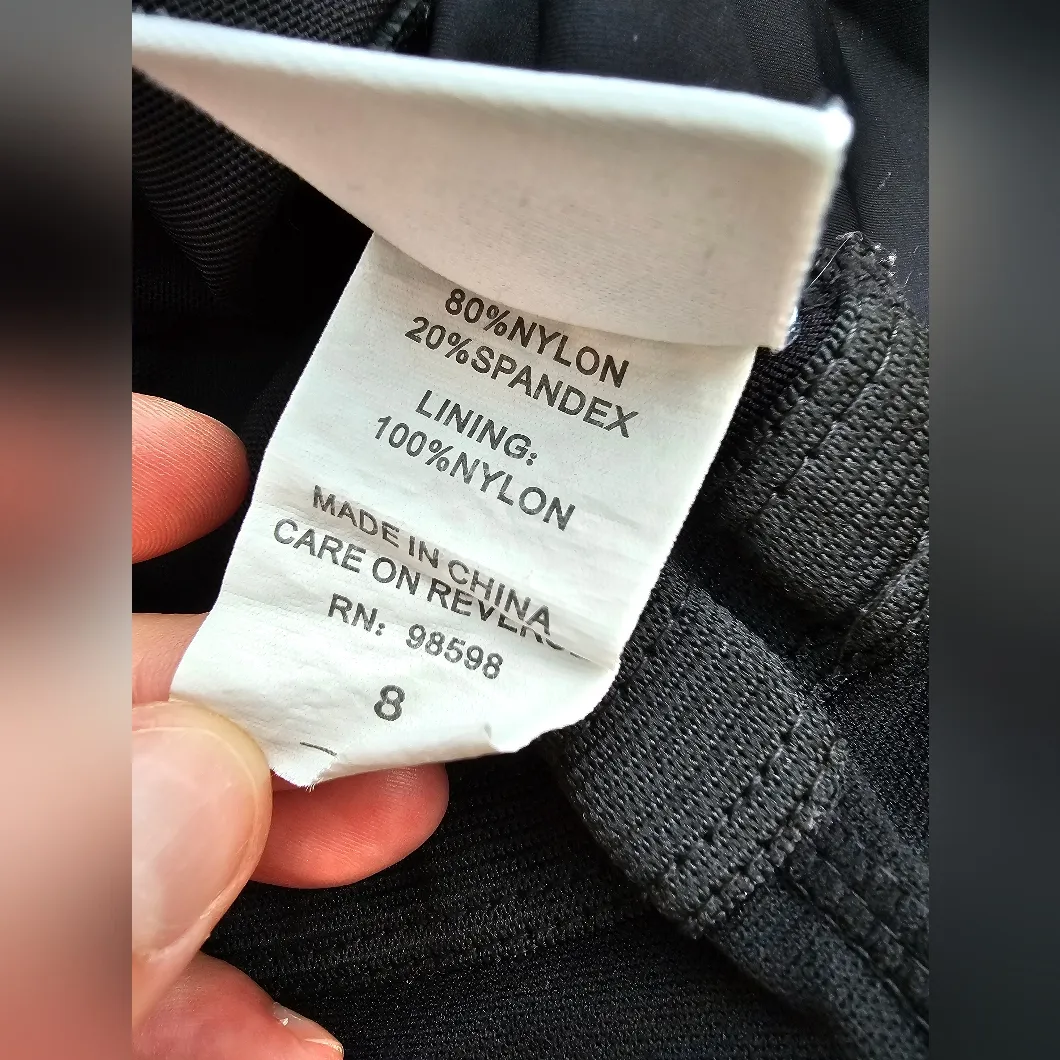 80%NYLON
20%SPANDEX
LINING:
100%NYLON
MADE IN CHINA
CARE ON REVERSE
RN: 98598
8